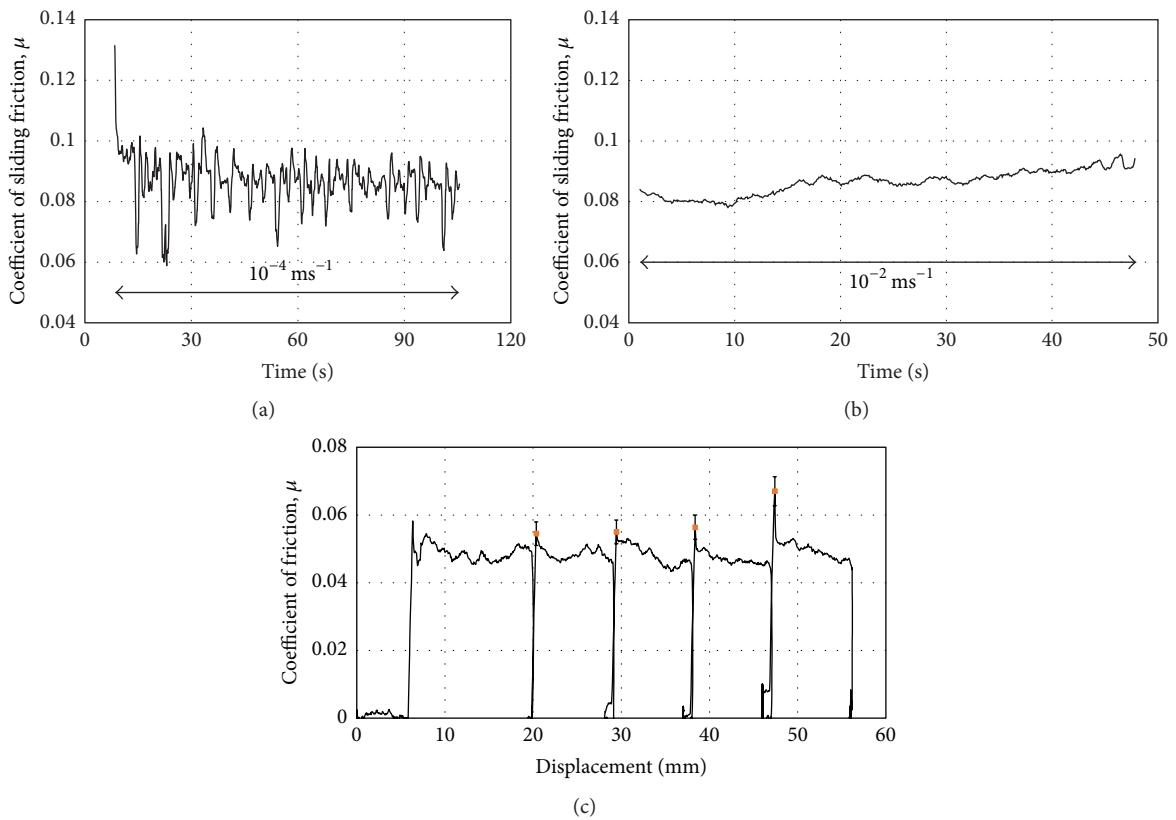 Coefficient of sliding friction, μ
0.14
0.12
0.1
0.08
0.06
0.04
10⁻⁴ ms⁻¹
0 30 60 90 120
Time (s)
(a)
Coefficient of sliding friction, μ
0.14
0.12
0.1
0.08
0.06
0.04
10⁻² ms⁻¹
0 10 20 30 40 50
Time (s)
(b)
Coefficient of friction, μ
0.08
0.06
0.04
0.02
0
0 10 20 30 40 50 60
Displacement (mm)
(c)